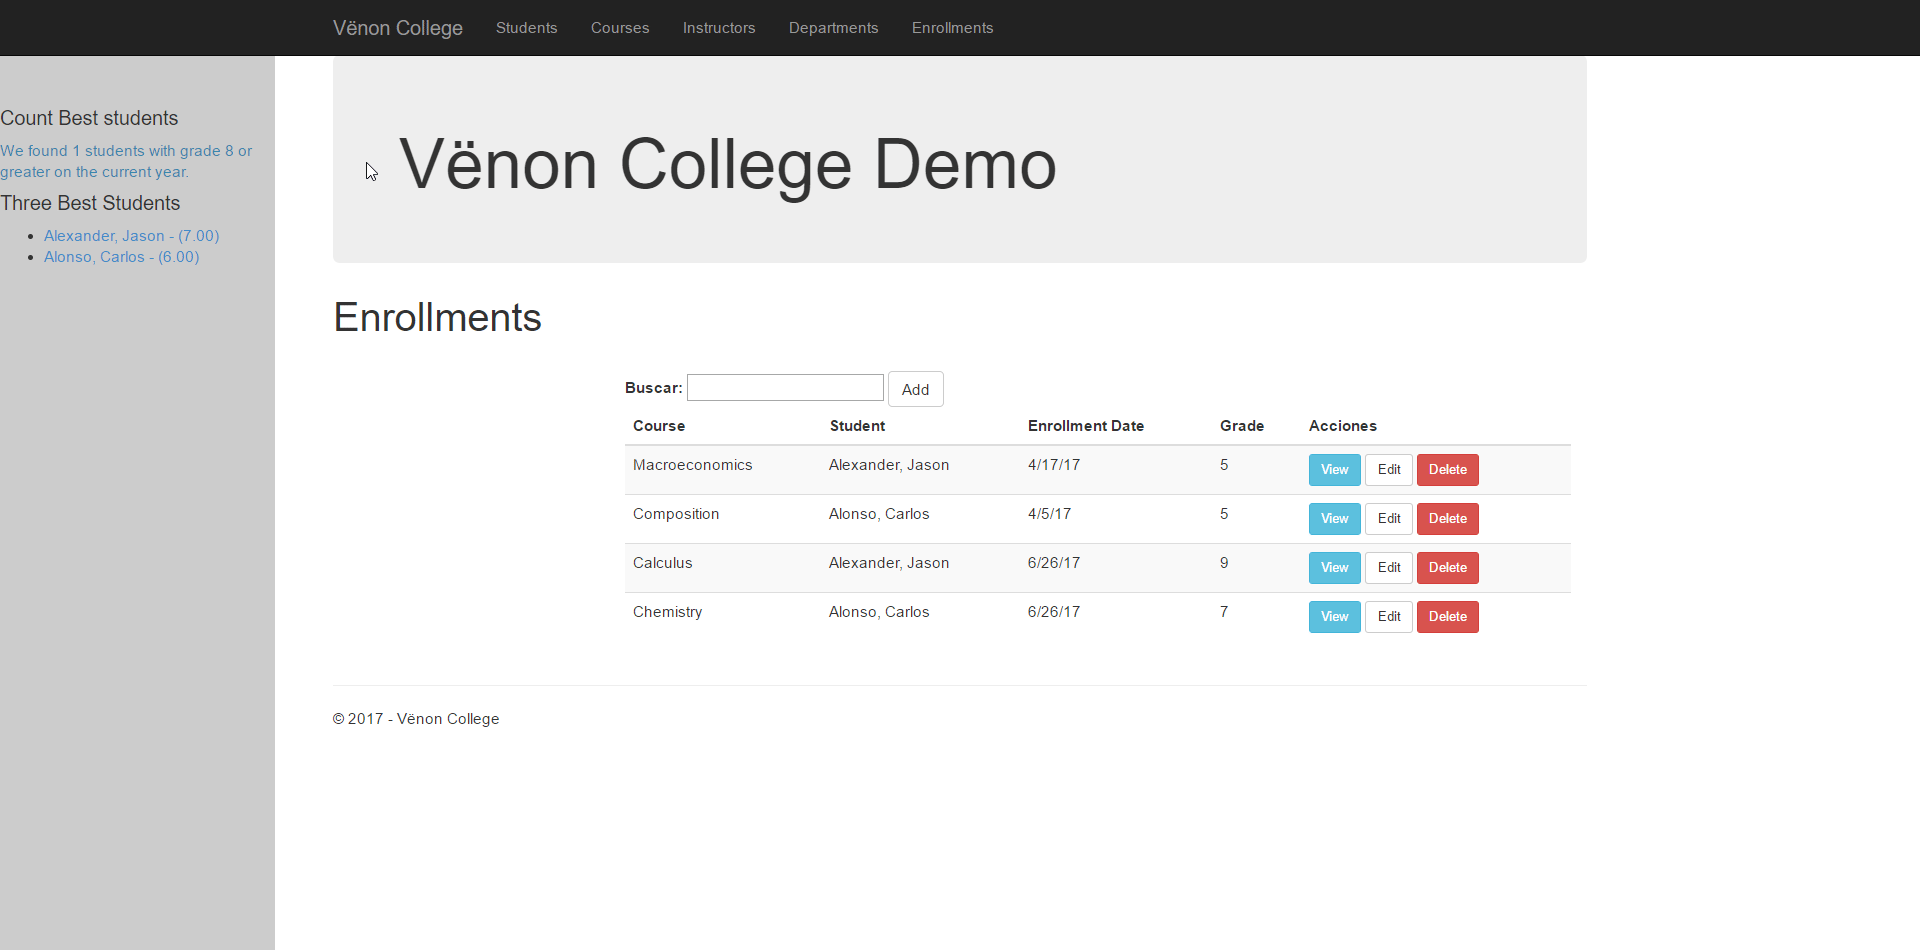 Vënon College Students Courses Instructors Departments Enrollments
Count Best students
We found 1 students with grade 8 or
greater on the current year.
Three Best Students
Alexander, Jason - (7.00)
Alonso, Carlos - (6.00)
Vënon College Demo
Enrollments
Buscar: Add
Course Student Enrollment Date Grade Acciones
Macroeconomics Alexander, Jason 4/17/17 5 View Edit Delete
Composition Alonso, Carlos 4/5/17 5 View Edit Delete
Calculus Alexander, Jason 6/26/17 9 View Edit Delete
Chemistry Alonso, Carlos 6/26/17 7 View Edit Delete
© 2017 - Vënon College